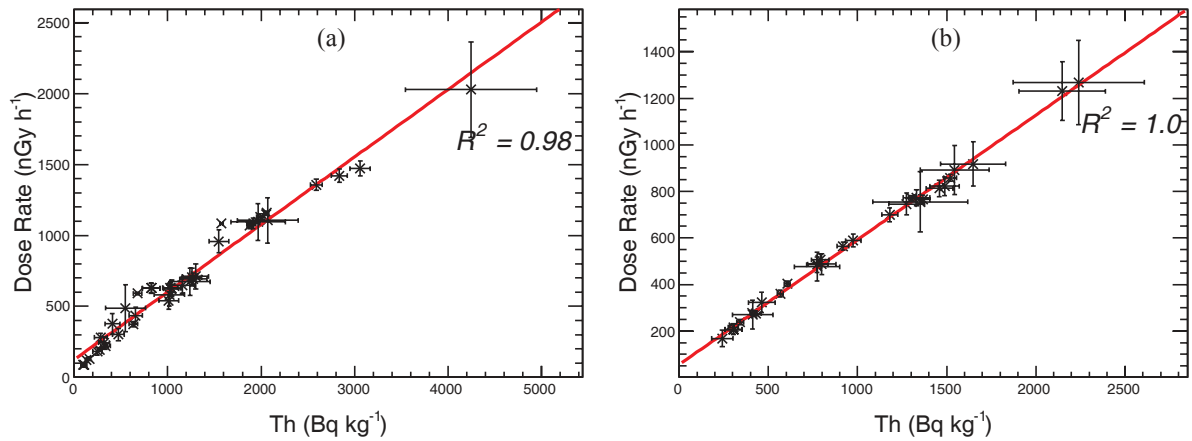 (a)
Dose Rate (nGy h⁻¹)
2500
2000
1500
1000
500
0
R² = 0.98
0 1000 2000 3000 4000 5000
Th (Bq kg⁻¹)
(b)
Dose Rate (nGy h⁻¹)
1400
1200
1000
800
600
400
200
R² = 1.0
0 500 1000 1500 2000 2500
Th (Bq kg⁻¹)